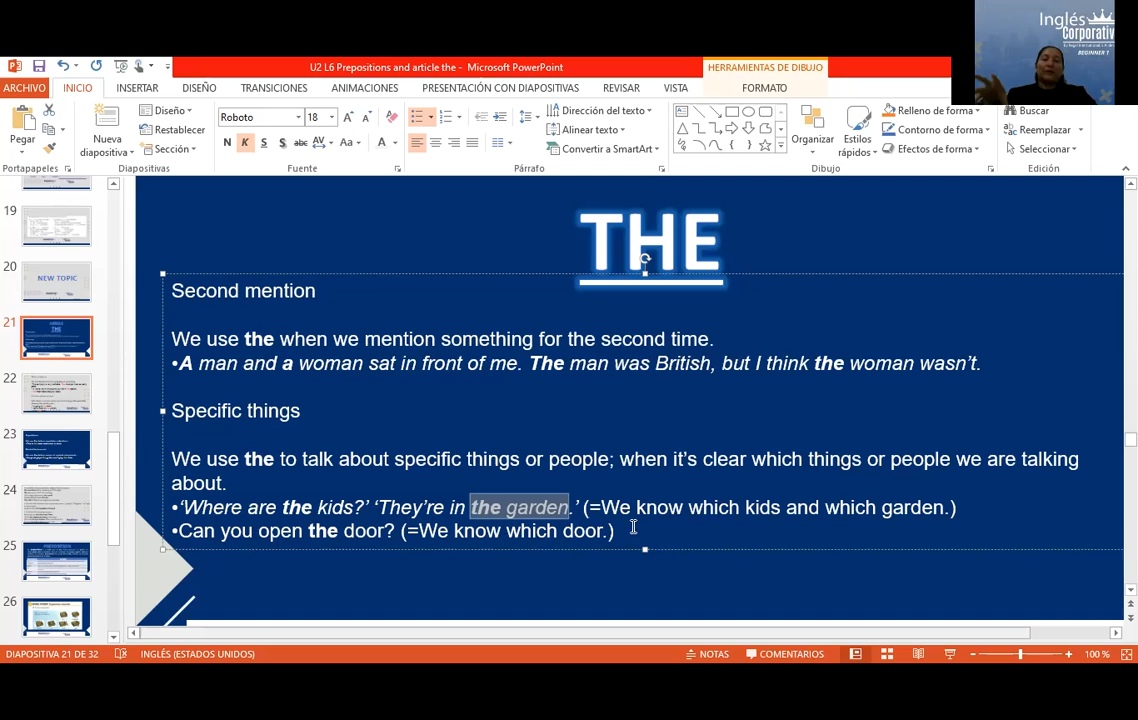 Inglés
Corporativo
BEGINNER 1
U2 L6 Prepositions and article the - Microsoft PowerPoint
HERRAMIENTAS DE DIBUJO
ARCHIVO INICIO INSERTAR DISEÑO TRANSICIONES ANIMACIONES PRESENTACIÓN CON DIAPOSITIVAS REVISAR VISTA FORMATO
Pegar
Portapapeles
Nueva
diapositiva
Diseño
Restablecer
Sección
Diapositivas
Roboto 18
N K S S abc AV Aa A
Fuente
Dirección del texto
Alinear texto
Convertir a SmartArt
Párrafo
Organizar
Estilos
rápidos
Relleno de forma
Contorno de forma
Efectos de forma
Dibujo
Buscar
Reemplazar
Seleccionar
Edición
19
20
NEW TOPIC
21
22
23
24
25
26
THE
Second mention
We use the when we mention something for the second time.
•A man and a woman sat in front of me. The man was British, but I think the woman wasn't.
Specific things
We use the to talk about specific things or people; when it's clear which things or people we are talking
about.
•‘Where are the kids?’ ‘They're in the garden.’ (=We know which kids and which garden.)
•Can you open the door? (=We know which door.)
DIAPOSITIVA 21 DE 32 INGLÉS (ESTADOS UNIDOS) NOTAS COMENTARIOS 100 %